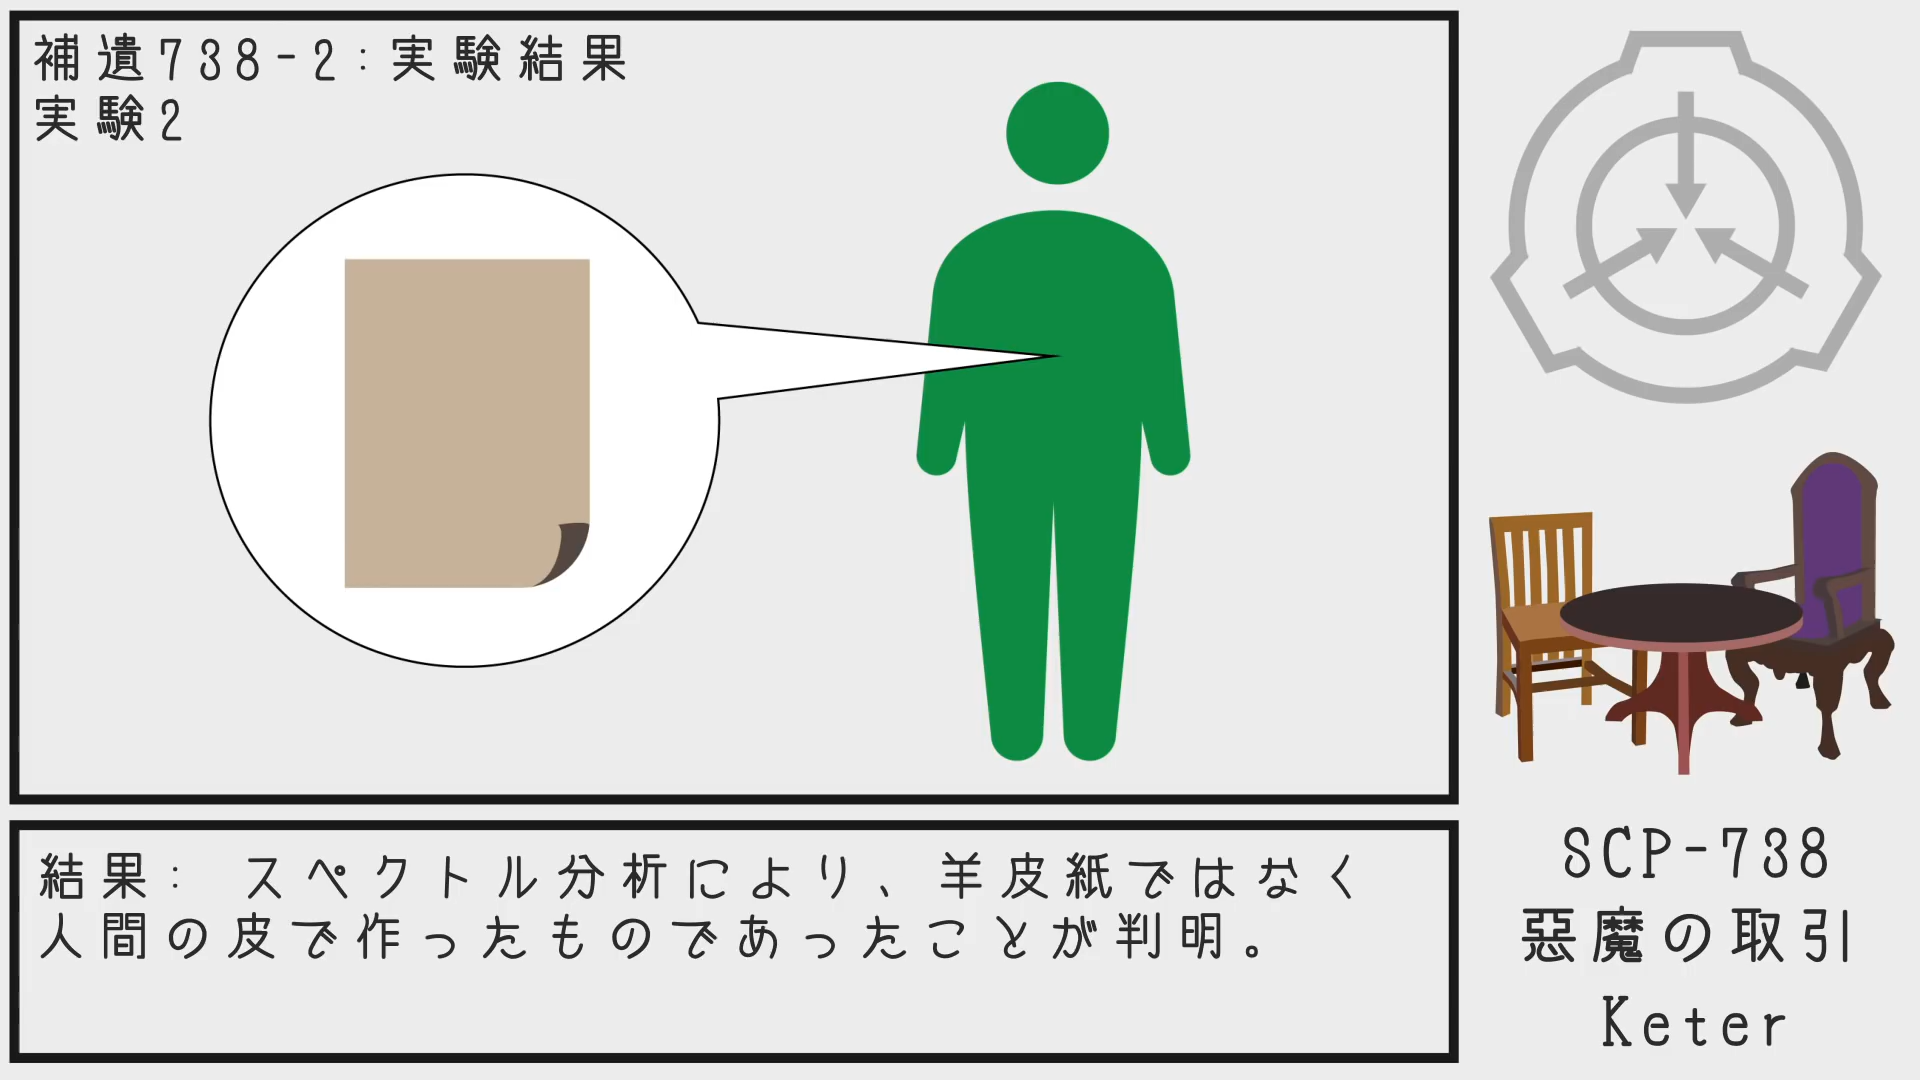 補遺738-2:実験結果
実験2
結果: スペクトル分析により、羊皮紙ではなく
人間の皮で作ったものであったことが判明。
SCP-738
惡魔の取引
Keter